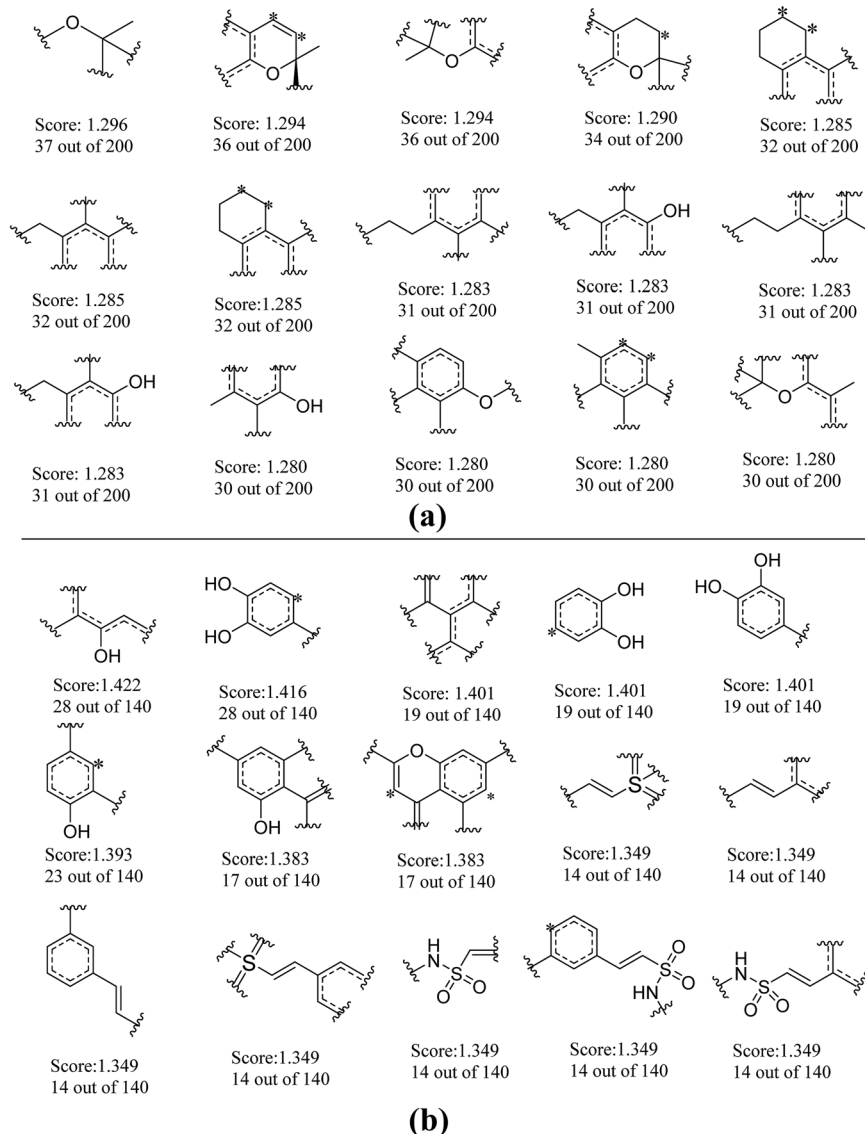 O
*
*
O
O
*
O
*
*
Score: 1.296
Score: 1.294
Score: 1.294
Score: 1.290
Score: 1.285
37 out of 200
36 out of 200
36 out of 200
34 out of 200
32 out of 200
*
*
OH
Score: 1.285
Score:1.285
Score: 1.283
Score: 1.283
Score: 1.283
32 out of 200
32 out of 200
31 out of 200
31 out of 200
31 out of 200
OH
OH
O
*
*
O
Score: 1.283
Score: 1.280
Score: 1.280
Score: 1.280
Score: 1.280
31 out of 200
30 out of 200
30 out of 200
30 out of 200
30 out of 200
(a)
OH
HO
HO
*
*
OH
OH
HO
OH
Score:1.422
Score:1.416
Score: 1.401
Score: 1.401
Score: 1.401
28 out of 140
28 out of 140
19 out of 140
19 out of 140
19 out of 140
*
OH
OH
O
*
*
S
Score:1.393
Score:1.383
Score:1.383
Score:1.349
Score:1.349
23 out of 140
17 out of 140
17 out of 140
14 out of 140
14 out of 140
S
H
N
S
O
O
*
O
S
O
HN
H
N
S
O
O
Score:1.349
Score:1.349
Score:1.349
Score:1.349
Score:1.349
14 out of 140
14 out of 140
14 out of 140
14 out of 140
14 out of 140
(b)